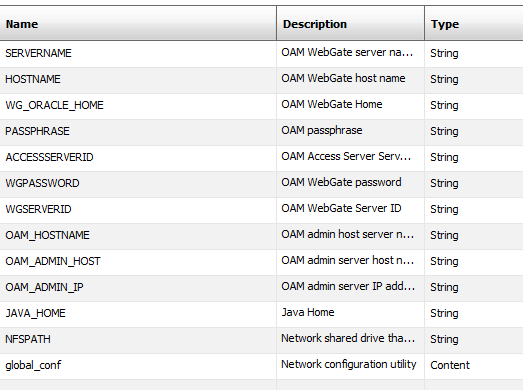 Name Description Type
SERVERNAME OAM WebGate server na... String
HOSTNAME OAM WebGate host name String
WG_ORACLE_HOME OAM WebGate Home String
PASSPHRASE OAM passphrase String
ACCESSSERVERID OAM Access Server Serv... String
WGPASSWORD OAM WebGate password String
WGSERVERID OAM WebGate Server ID String
OAM_HOSTNAME OAM admin host server n... String
OAM_ADMIN_HOST OAM admin server host n... String
OAM_ADMIN_IP OAM admin server IP add... String
JAVA_HOME Java Home String
NFSPATH Network shared drive tha... String
global_conf Network configuration utility Content